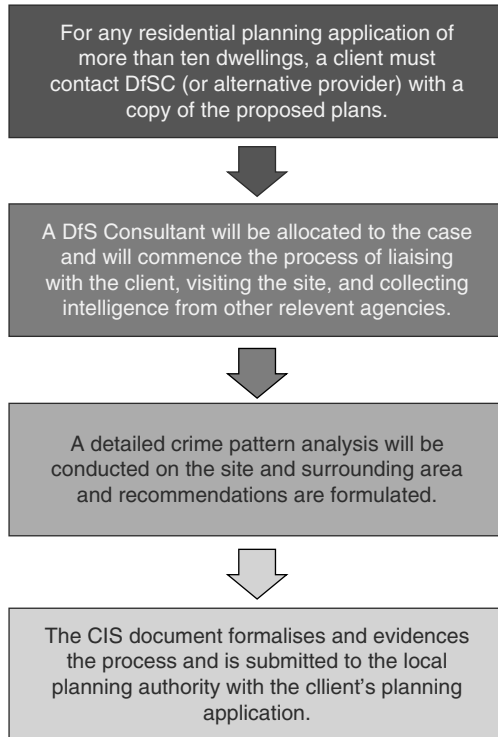 For any residential planning application of
more than ten dwellings, a client must
contact DfSC (or alternative provider) with a
copy of the proposed plans.
A DfS Consultant will be allocated to the case
and will commence the process of liaising
with the client, visiting the site, and collecting
intelligence from other relevent agencies.
A detailed crime pattern analysis will be
conducted on the site and surrounding area
and recommendations are formulated.
The CIS document formalises and evidences
the process and is submitted to the local
planning authority with the cllient's planning
application.